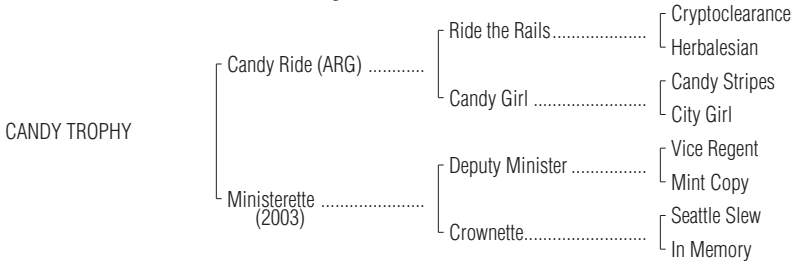 Cryptoclearance
Ride the Rails.....................
Herbalesian
Candy Ride (ARG) ............
Candy Stripes
Candy Girl .........................
City Girl
CANDY TROPHY
Vice Regent
Deputy Minister .................
Mint Copy
Ministerette .......................
(2003)
Seattle Slew
Crownette...........................
In Memory